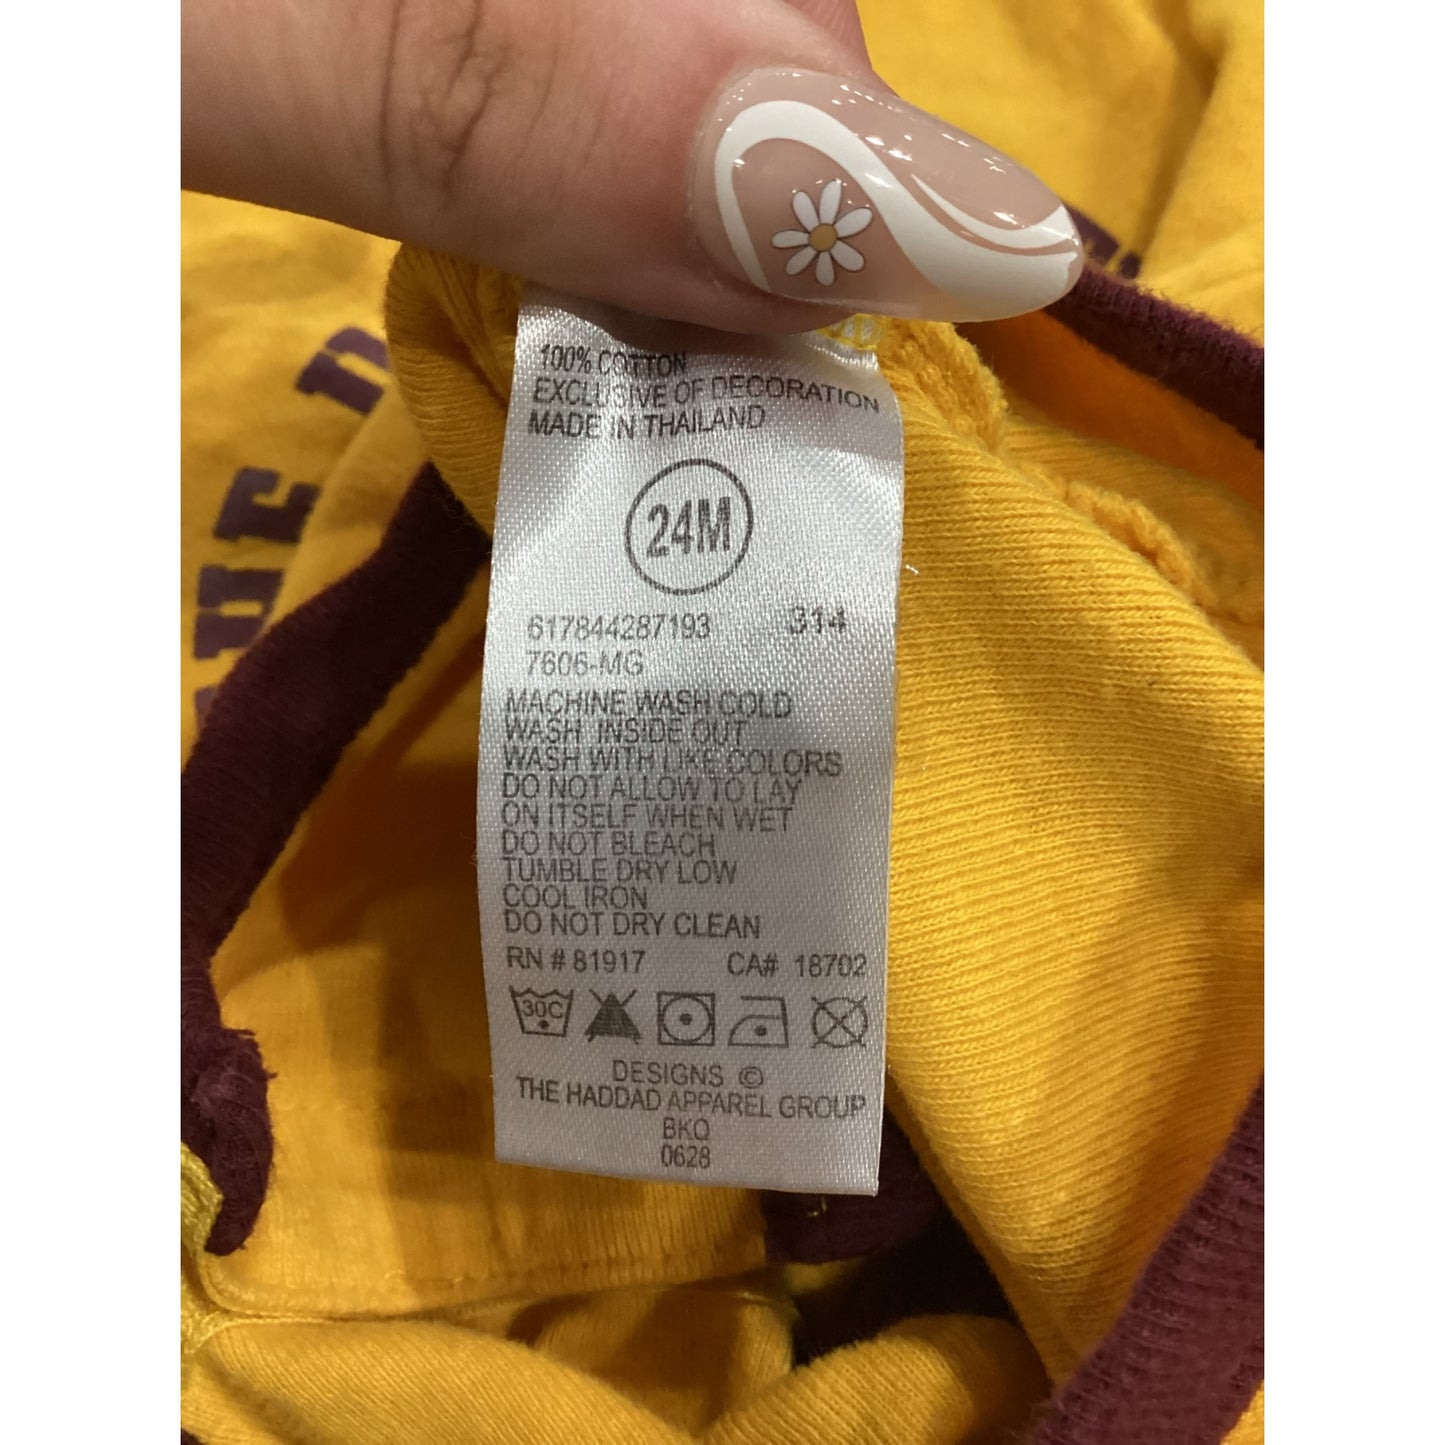 100% COTTON
EXCLUSIVE OF DECORATION
MADE IN THAILAND
24M
617844287193 314
7606-MG
MACHINE WASH COLD
WASH INSIDE OUT
WASH WITH LIKE COLORS
DO NOT ALLOW TO LAY
ON ITSELF WHEN WET
DO NOT BLEACH
TUMBLE DRY LOW
COOL IRON
DO NOT DRY CLEAN
RN # 81917 CA# 18702
30C
DESIGNS ©
THE HADDAD APPAREL GROUP
BKQ
0628